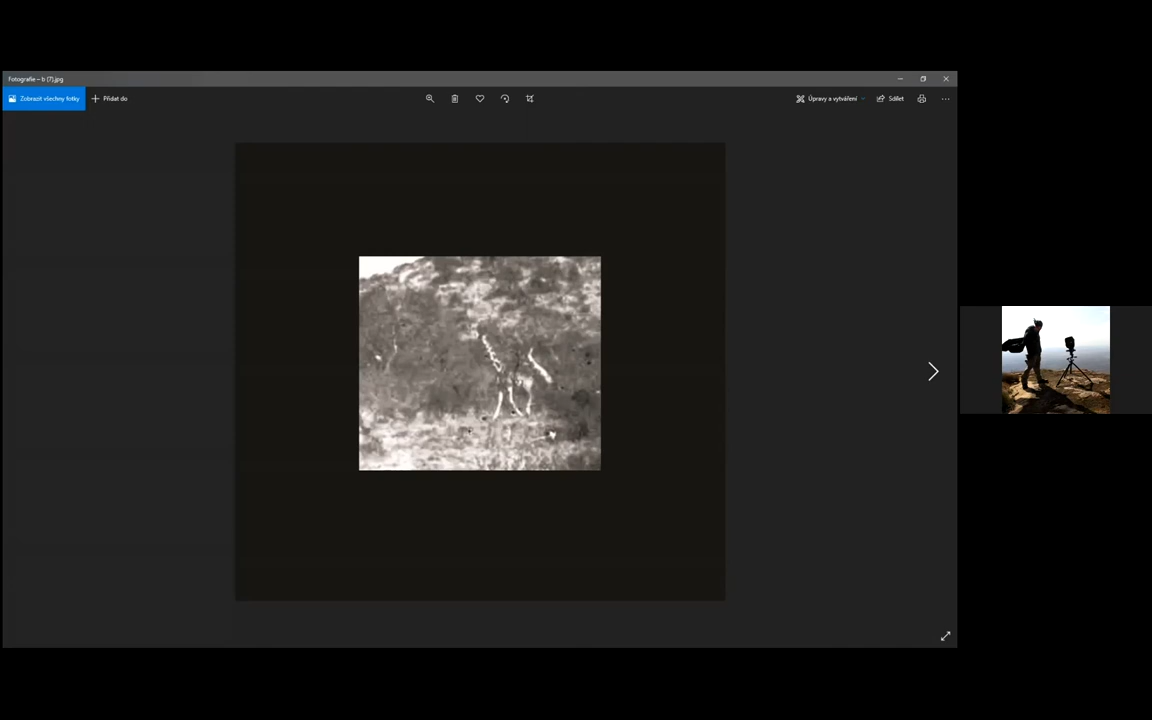 Fotografie – b (7).jpg
Zobrazit všechny fotky
Přidat do
Úpravy a vytváření
Sdílet